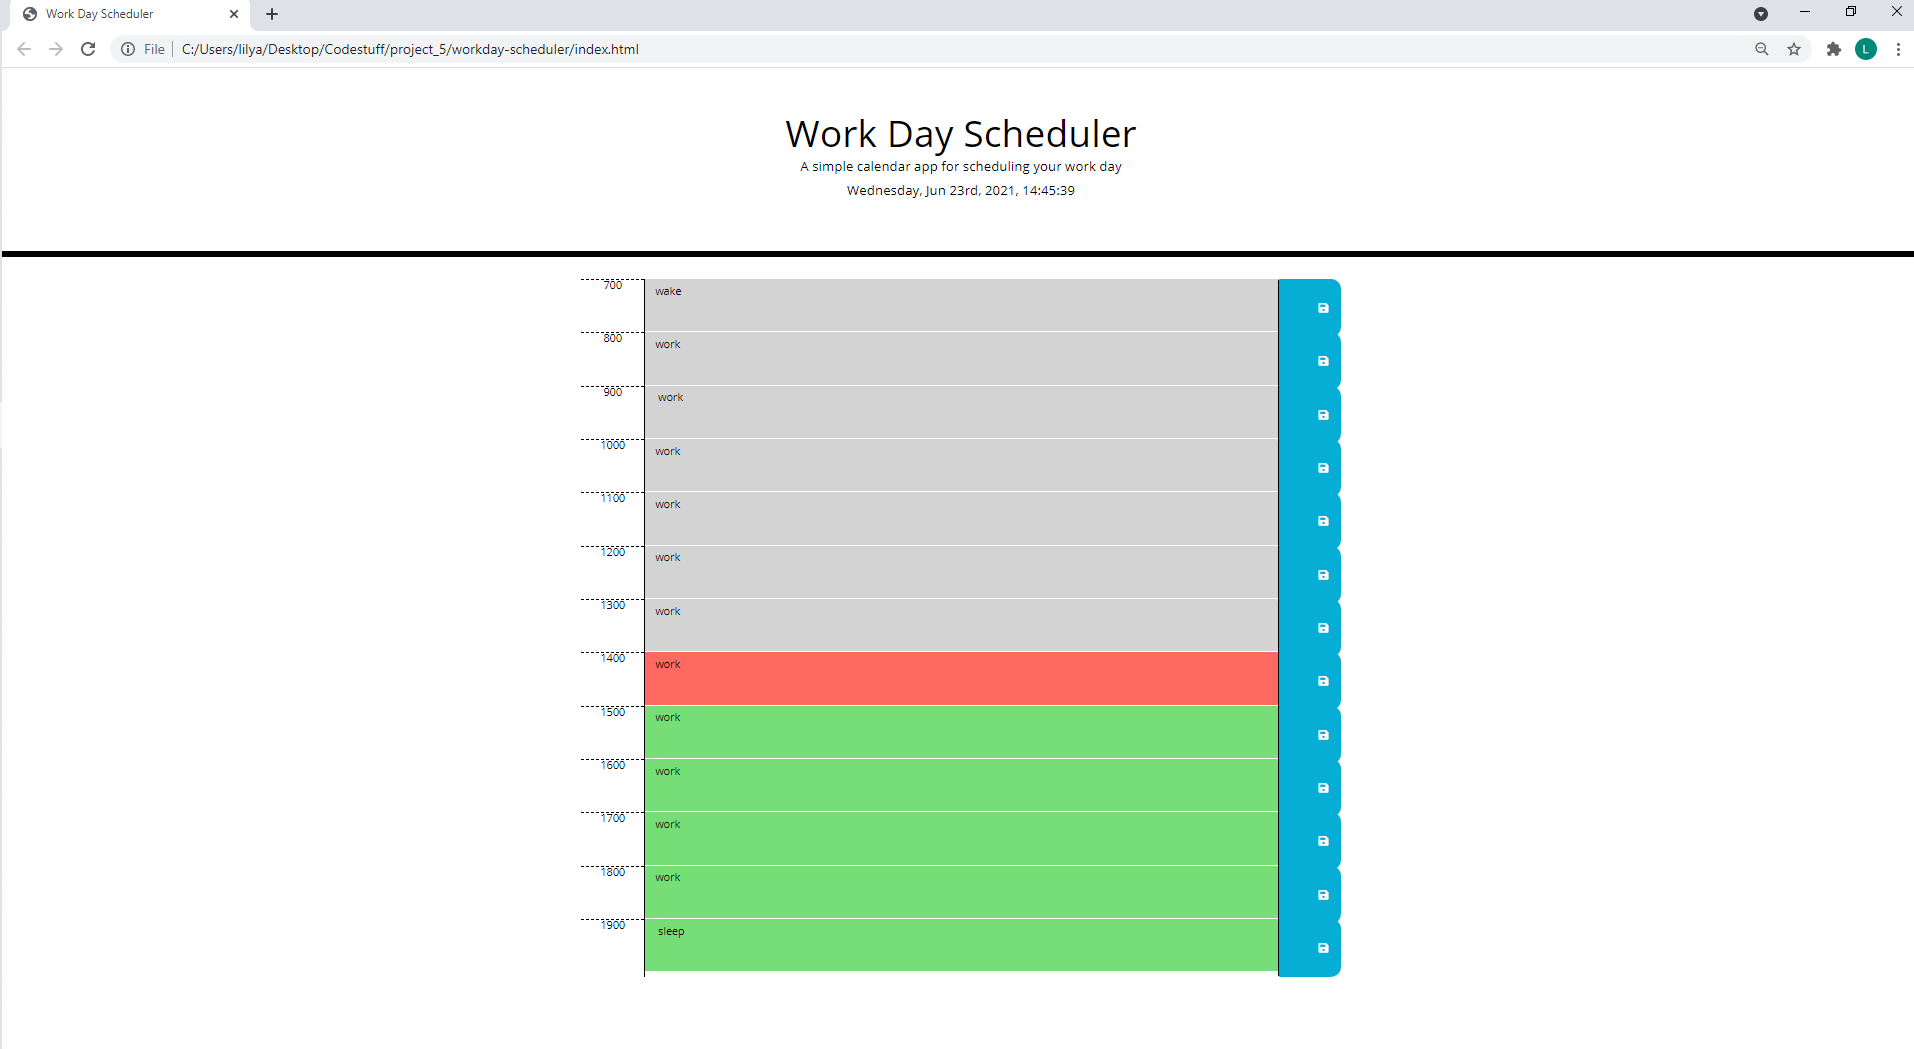 Work Day Scheduler
File C:/Users/lilya/Desktop/Codestuff/project_5/workday-scheduler/index.html
L
Work Day Scheduler
A simple calendar app for scheduling your work day
Wednesday, Jun 23rd, 2021, 14:45:39
700 wake
800 work
900 work
1000 work
1100 work
1200 work
1300 work
1400 work
1500 work
1600 work
1700 work
1800 work
1900 sleep